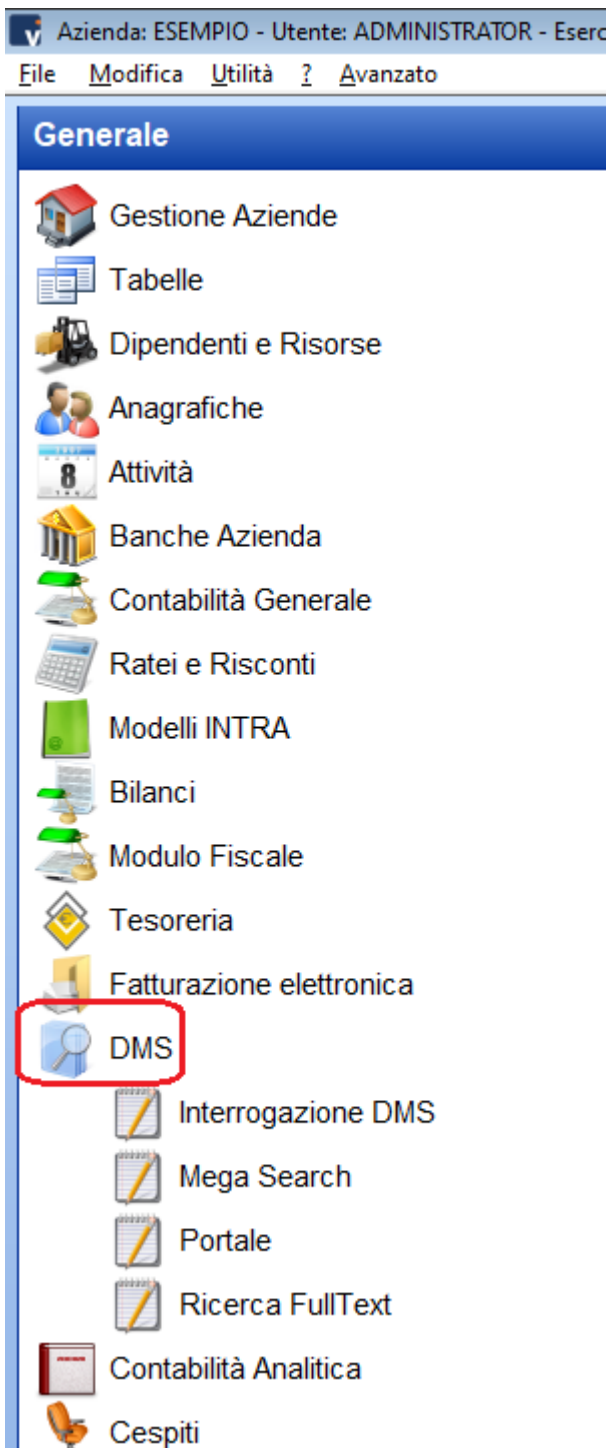 Azienda: ESEMPIO - Utente: ADMINISTRATOR - Eserc
File Modifica Utilità ? Avanzato
Generale
Gestione Aziende
Tabelle
Dipendenti e Risorse
Anagrafiche
8
Attività
Banche Azienda
Contabilità Generale
Ratei e Risconti
Modelli INTRA
Bilanci
Modulo Fiscale
Tesoreria
Fatturazione elettronica
DMS
Interrogazione DMS
Mega Search
Portale
Ricerca FullText
Contabilità Analitica
Cespiti